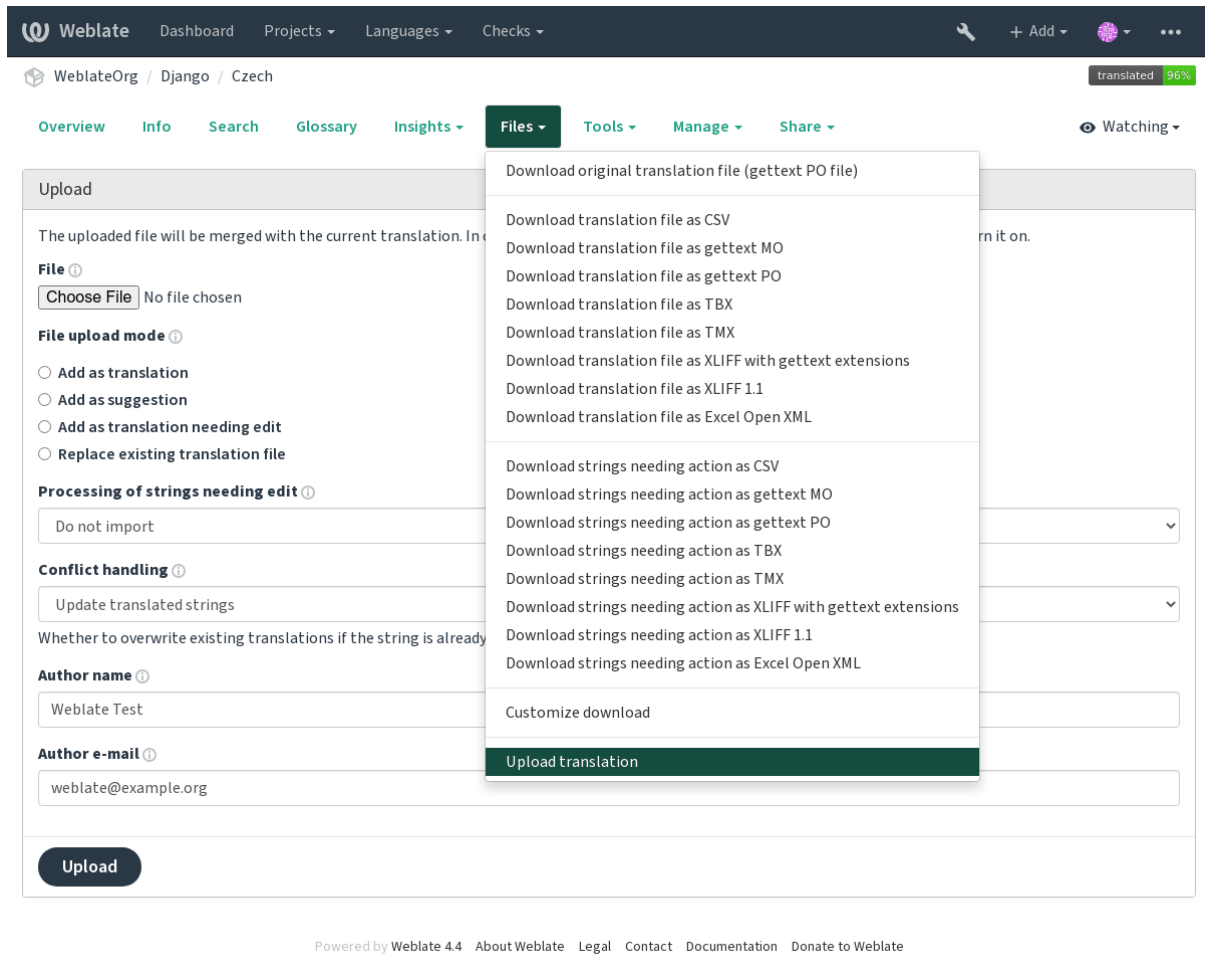 Weblate Dashboard Projects Languages Checks + Add
WeblateOrg / Django / Czech translated 96%
Overview Info Search Glossary Insights Files Tools Manage Share Watching
Upload
The uploaded file will be merged with the current translation. In rn it on.
File
Choose File No file chosen
File upload mode
Add as translation
Add as suggestion
Add as translation needing edit
Replace existing translation file
Processing of strings needing edit
Do not import
Conflict handling
Update translated strings
Whether to overwrite existing translations if the string is already
Author name
Weblate Test
Author e-mail
weblate@example.org
Upload
Download original translation file (gettext PO file)
Download translation file as CSV
Download translation file as gettext MO
Download translation file as gettext PO
Download translation file as TBX
Download translation file as TMX
Download translation file as XLIFF with gettext extensions
Download translation file as XLIFF 1.1
Download translation file as Excel Open XML
Download strings needing action as CSV
Download strings needing action as gettext MO
Download strings needing action as gettext PO
Download strings needing action as TBX
Download strings needing action as TMX
Download strings needing action as XLIFF with gettext extensions
Download strings needing action as XLIFF 1.1
Download strings needing action as Excel Open XML
Customize download
Upload translation
Powered by Weblate 4.4 About Weblate Legal Contact Documentation Donate to Weblate